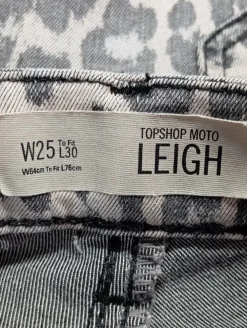 TOPSHOP MOTO
W25 To Fit L30
LEIGH
W64cm To Fit L76cm